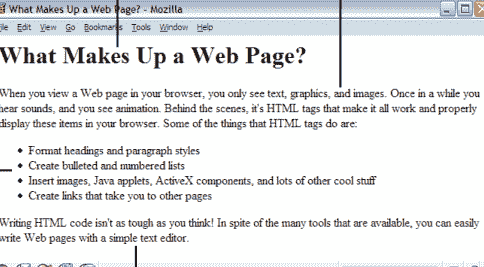 What Makes Up a Web Page? - Mozilla
File Edit View Go Bookmarks Tools Window Help
What Makes Up a Web Page?
When you view a Web page in your browser, you only see text, graphics, and images. Once in a while you
hear sounds, and you see animation. Behind the scenes, it's HTML tags that make it all work and properly
display these items in your browser. Some of the things that HTML tags do are:
Format headings and paragraph styles
Create bulleted and numbered lists
Insert images, Java applets, ActiveX components, and lots of other cool stuff
Create links that take you to other pages
Writing HTML code isn't as tough as you think! In spite of the many tools that are available, you can easily
write Web pages with a simple text editor.